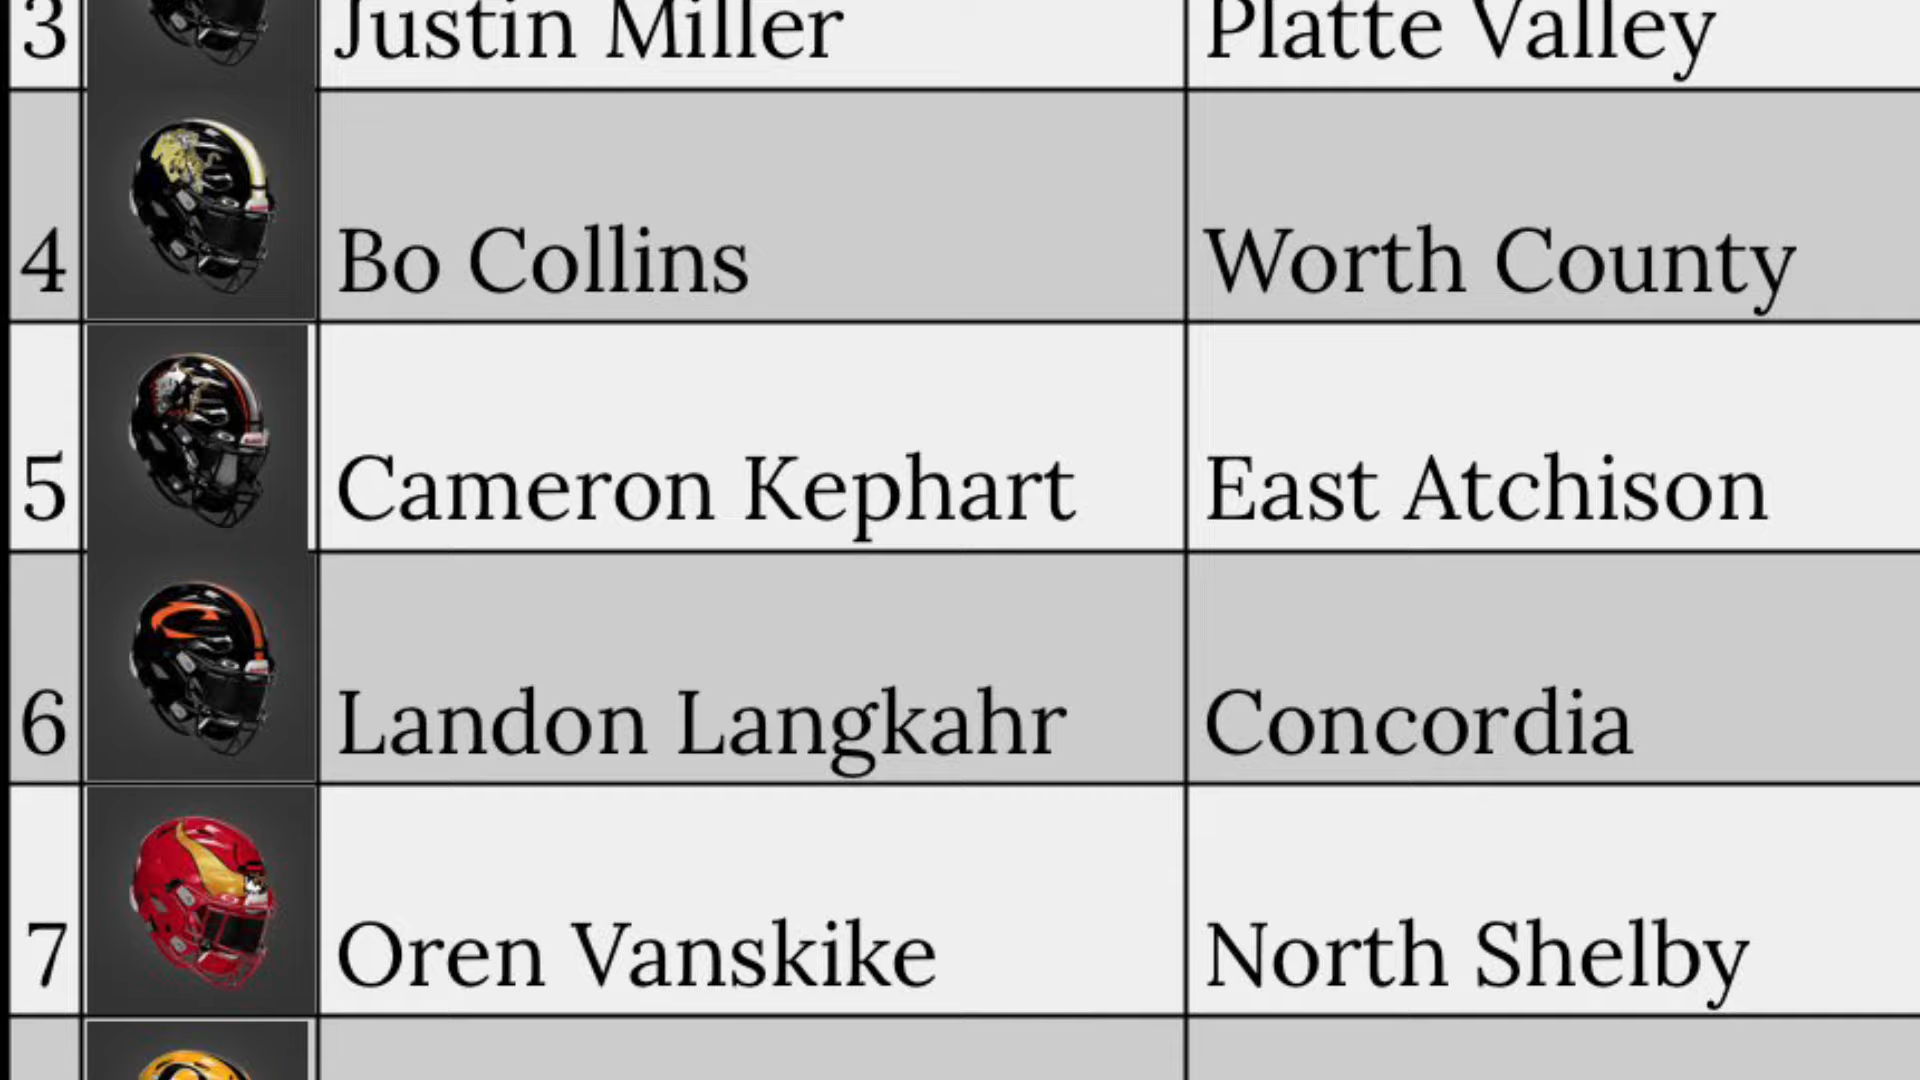 3 Justin Miller Platte Valley
4 Bo Collins Worth County
5 Cameron Kephart East Atchison
6 Landon Langkahr Concordia
7 Oren Vanskike North Shelby